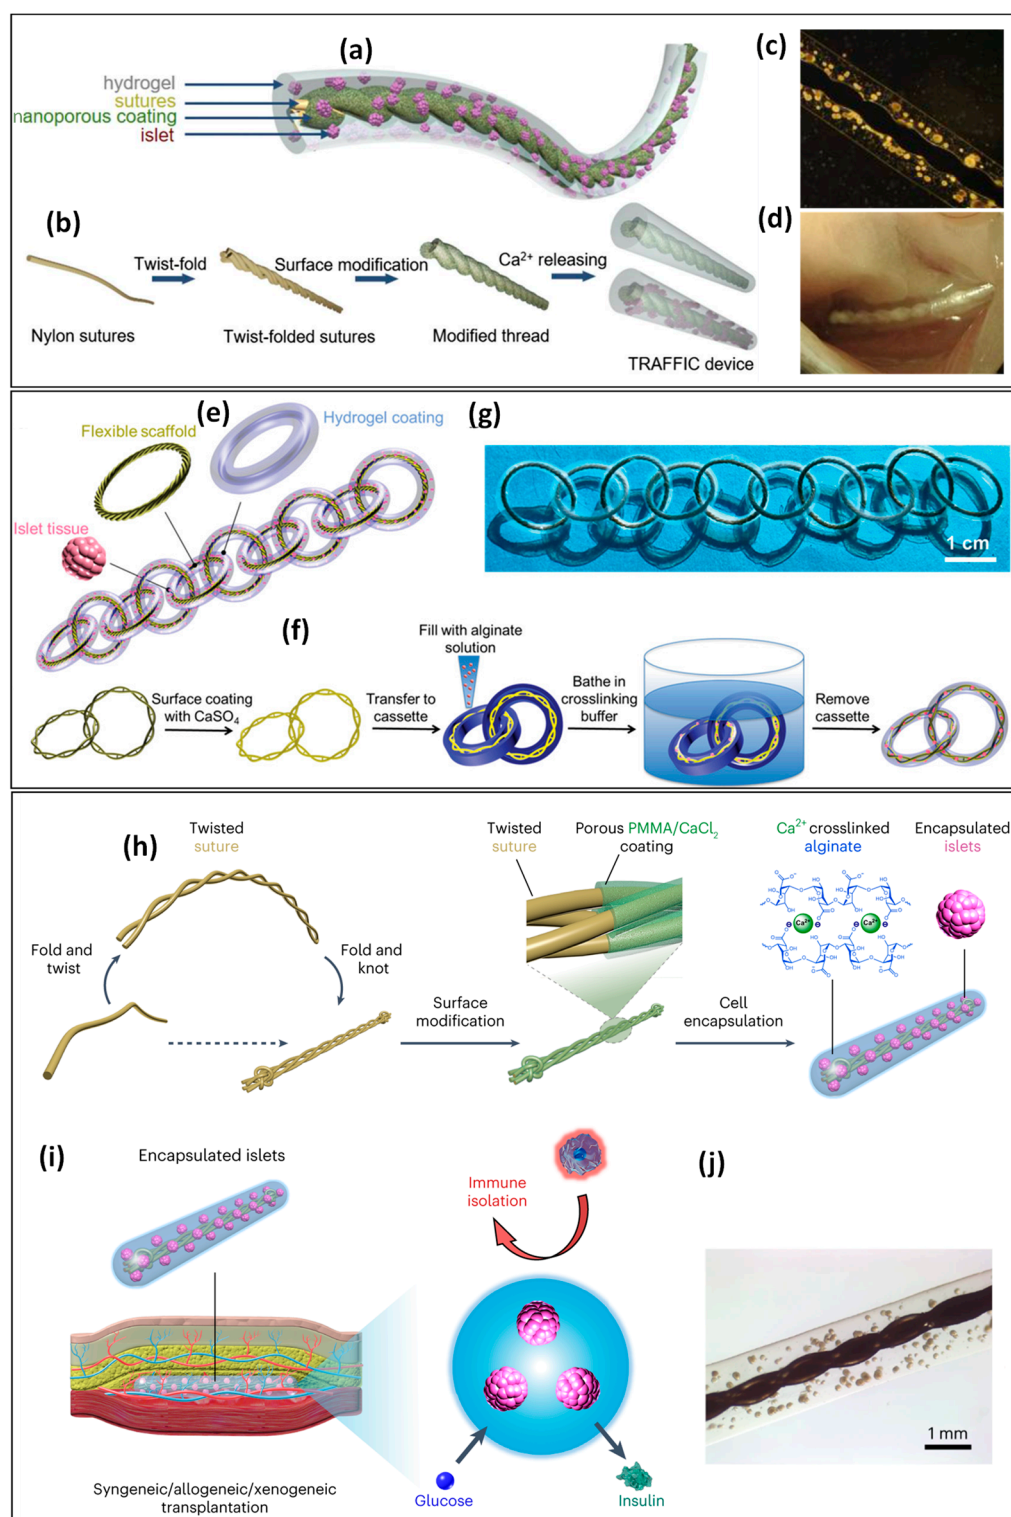 (a)
hydrogel
sutures
nanoporous coating
islet
(c)
(b)
Twist-fold
Surface modification
Ca²⁺ releasing
Nylon sutures
Twist-folded sutures
Modified thread
TRAFFIC device
(d)
(e)
Flexible scaffold
Hydrogel coating
Islet tissue
(g)
1 cm
(f)
Surface coating
with CaSO₄
Transfer to
cassette
Fill with alginate
solution
Bathe in
crosslinking
buffer
Remove
cassette
(h)
Twisted
suture
Fold and
twist
Fold and
knot
Surface
modification
Twisted
suture
Porous PMMA/CaCl₂
coating
Cell
encapsulation
Ca²⁺ crosslinked
alginate
Encapsulated
islets
Ca²⁺
Ca²⁺
(i)
Encapsulated islets
Syngeneic/allogeneic/xenogeneic
transplantation
Immune
isolation
Glucose
Insulin
(j)
1 mm